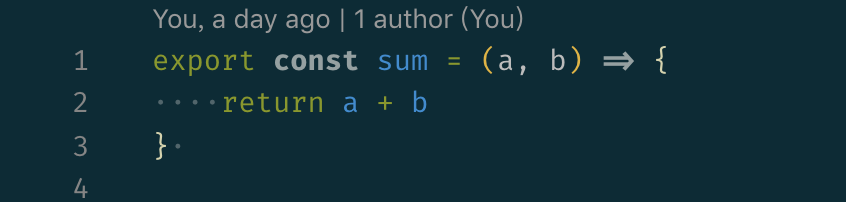 You, a day ago | 1 author (You)
1 export const sum = (a, b) => {
2 ····return a + b
3 }·
4